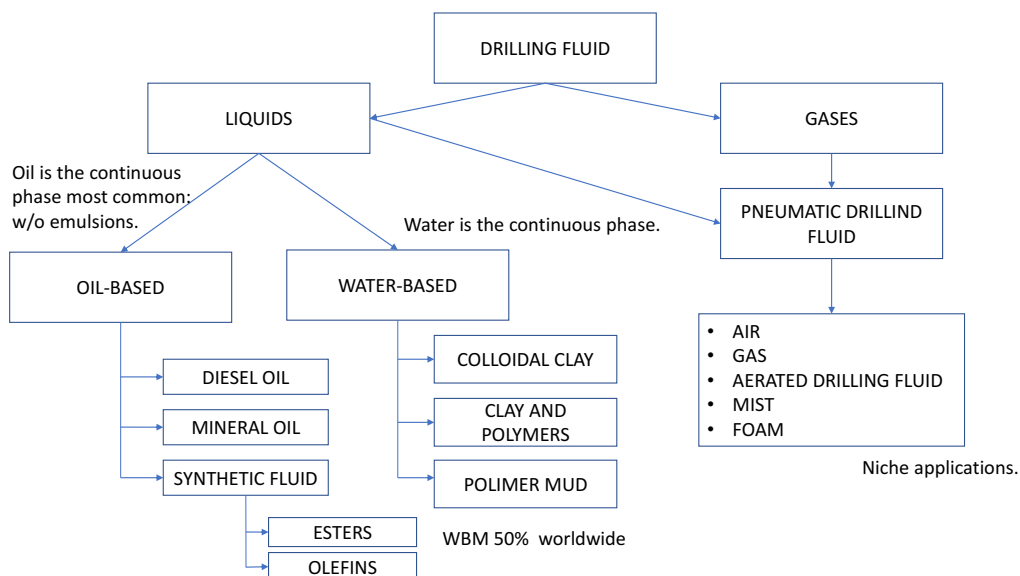 DRILLING FLUID
LIQUIDS
GASES
Oil is the continuous
phase most common:
w/o emulsions.
Water is the continuous phase.
PNEUMATIC DRILLIND
FLUID
OIL-BASED
WATER-BASED
• AIR
• GAS
• AERATED DRILLING FLUID
• MIST
• FOAM
COLLOIDAL CLAY
DIESEL OIL
CLAY AND
POLYMERS
MINERAL OIL
SYNTHETIC FLUID
POLIMER MUD
Niche applications.
ESTERS
WBM 50% worldwide
OLEFINS